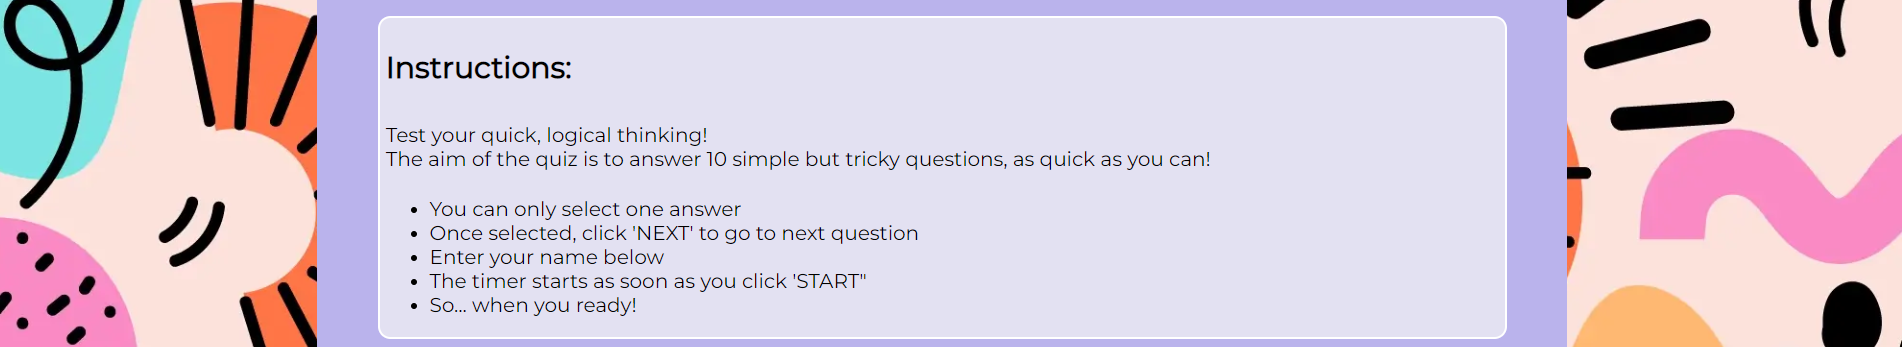 Instructions:
Test your quick, logical thinking!
The aim of the quiz is to answer 10 simple but tricky questions, as quick as you can!
• You can only select one answer
• Once selected, click 'NEXT' to go to next question
• Enter your name below
• The timer starts as soon as you click 'START"
• So... when you ready!